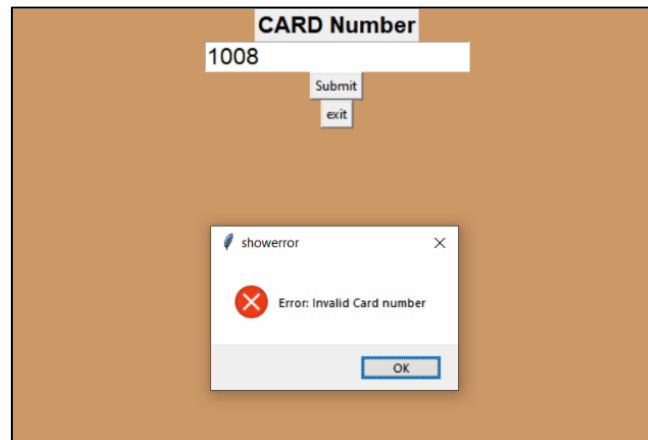 CARD Number
1008
Submit
exit
showerror
Error: Invalid Card number
OK